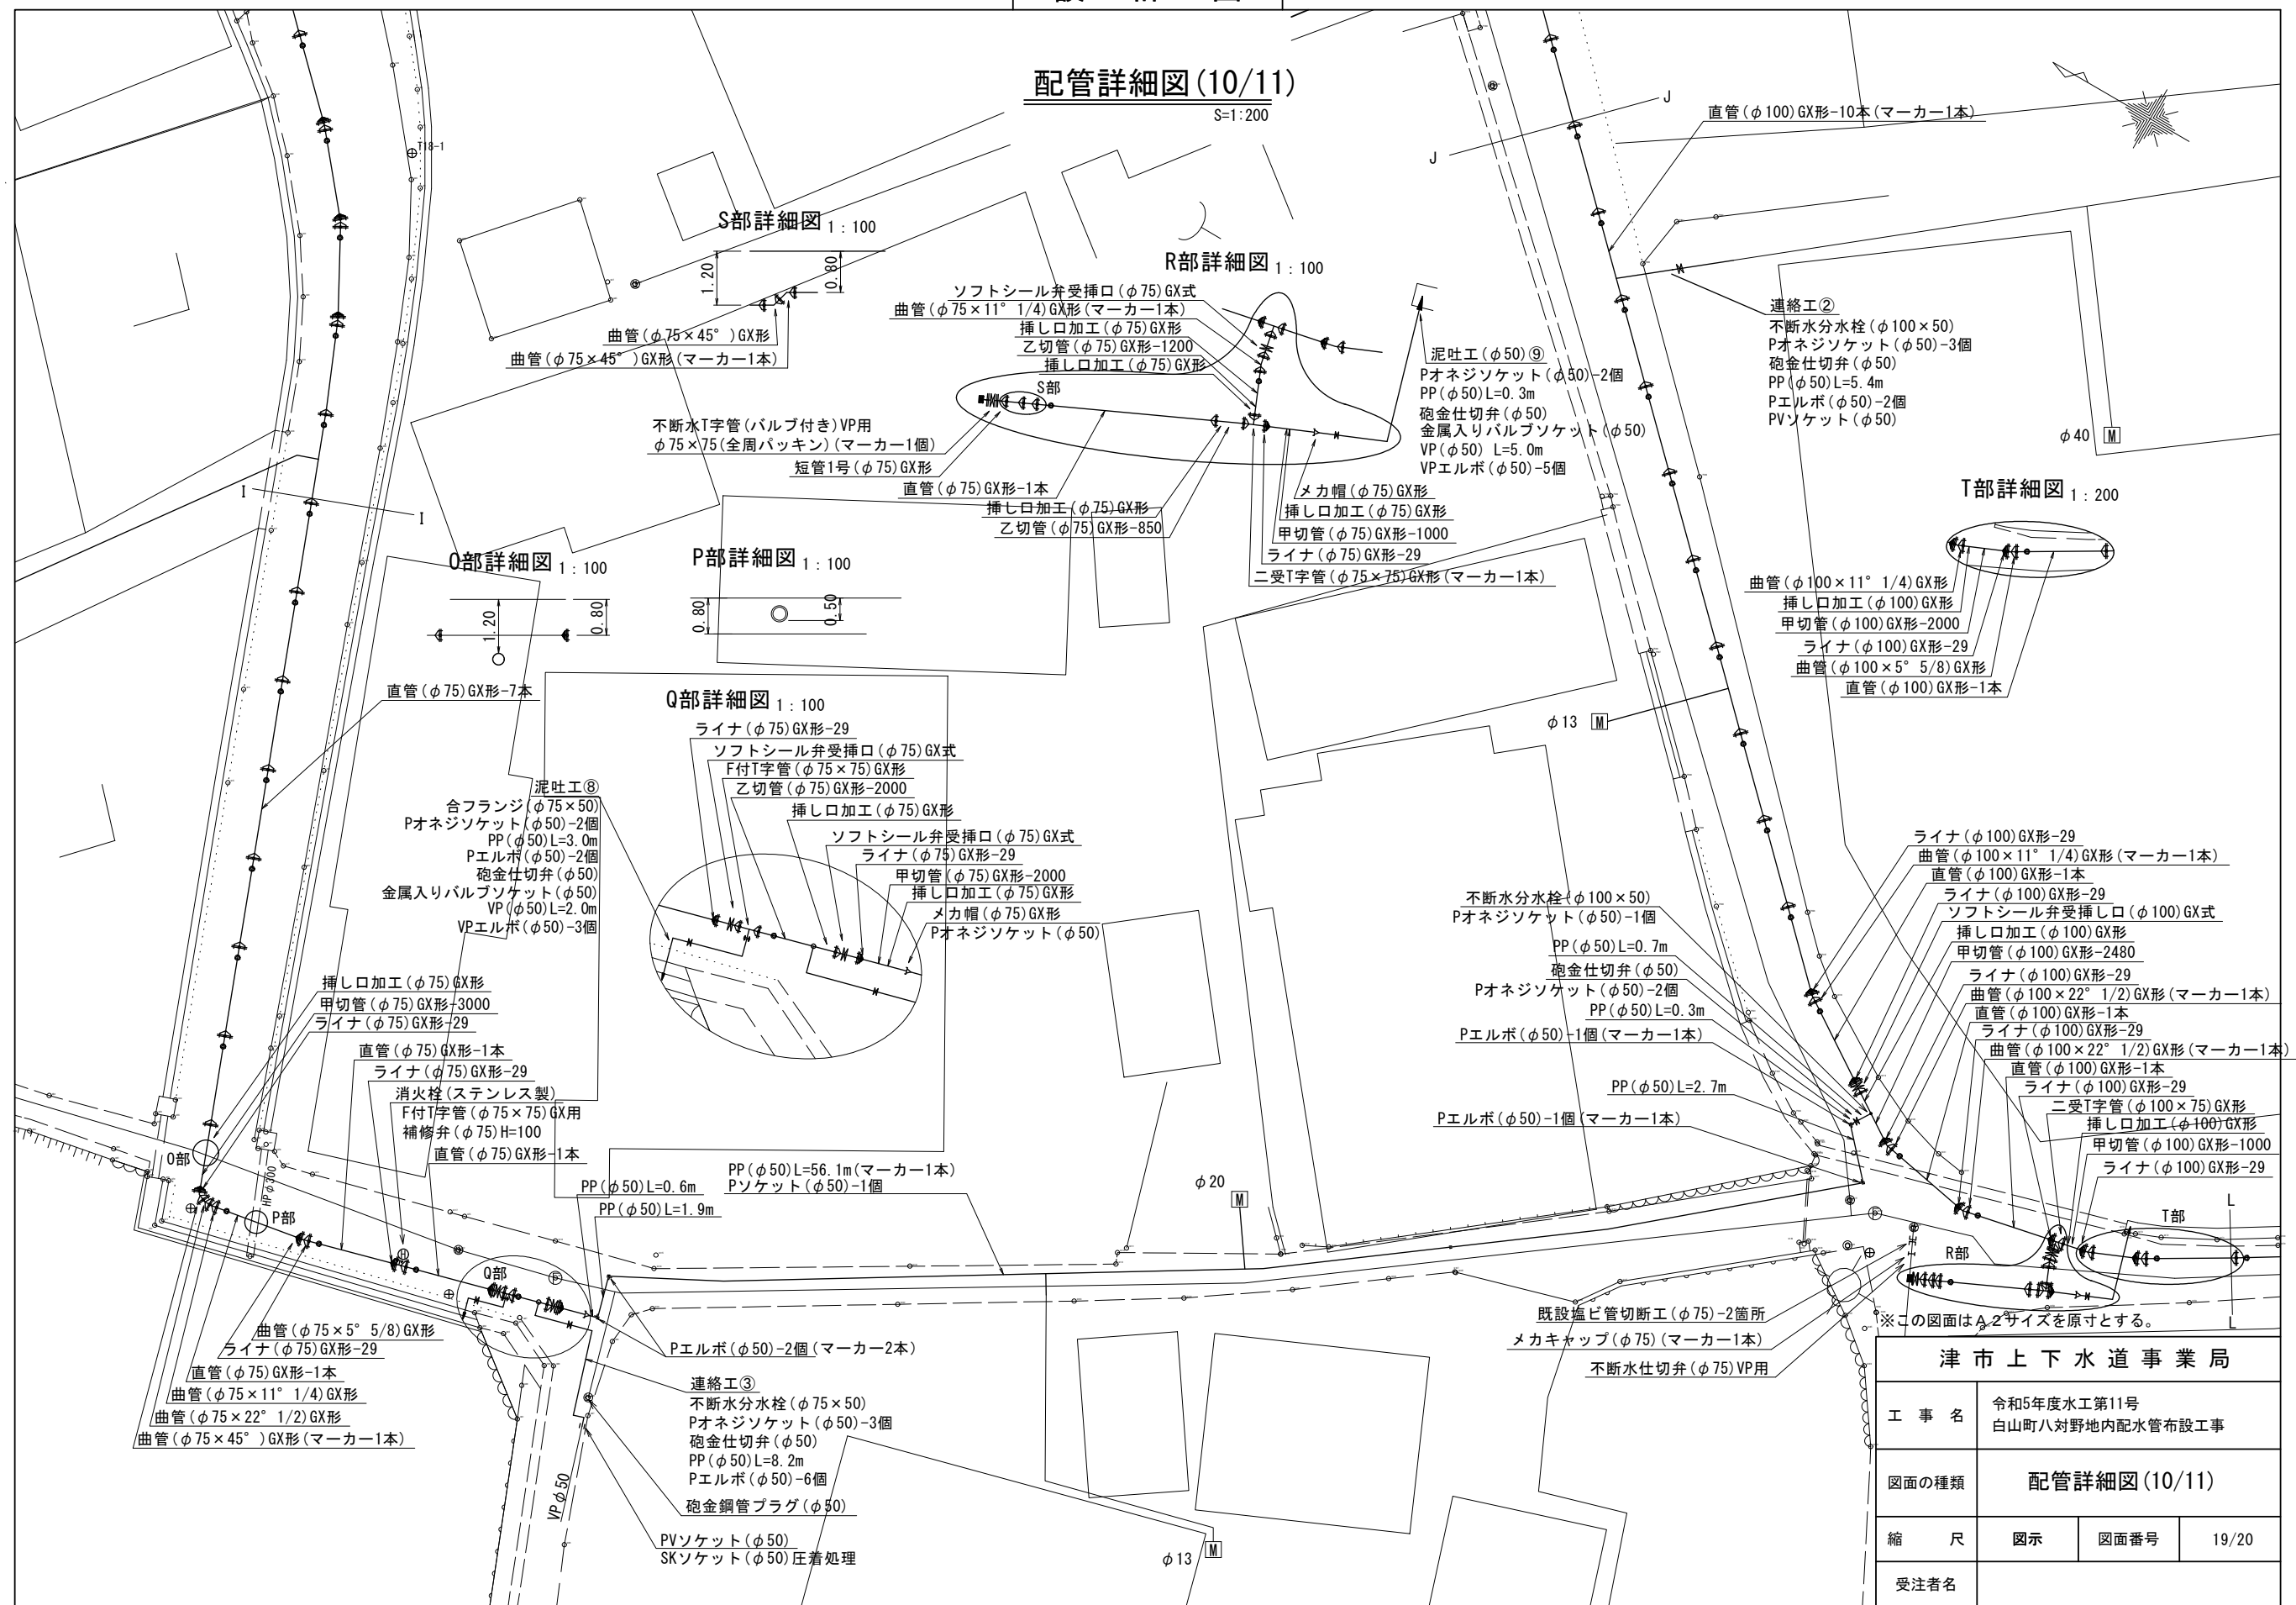 配管詳細図(10/11)
S=1:200
J
J
直管(φ100)GX形-10本(マーカー1本)
T18-1
S部詳細図 1:100
1.20
0.80
曲管(φ75×45°)GX形
曲管(φ75×45°)GX形(マーカー1本)
R部詳細図 1:100
ソフトシール弁受挿口(φ75)GX式
曲管(φ75×11°1/4)GX形(マーカー1本)
挿し口加工(φ75)GX形
乙切管(φ75)GX形-1200
挿し口加工(φ75)GX形
S部
不断水T字管(バルブ付き)VP用
φ75×75(全周パッキン)(マーカー1個)
短管1号(φ75)GX形
直管(φ75)GX形-1本
挿し口加工(φ75)GX形
乙切管(φ75)GX形-850
泥吐工(φ50)⑨
Pオネジソケット(φ50)-2個
PP(φ50)L=0.3m
砲金仕切弁(φ50)
金属入りバルブソケット(φ50)
VP(φ50) L=5.0m
VPエルボ(φ50)-5個
メカ帽(φ75)GX形
挿し口加工(φ75)GX形
甲切管(φ75)GX形-1000
ライナ(φ75)GX形-29
二受T字管(φ75×75)GX形(マーカー1本)
連絡工②
不断水分水栓(φ100×50)
Pオネジソケット(φ50)-3個
砲金仕切弁(φ50)
PP(φ50)L=5.4m
Pエルボ(φ50)-2個
PVソケット(φ50)
φ40 M
T部詳細図 1:200
曲管(φ100×11°1/4)GX形
挿し口加工(φ100)GX形
甲切管(φ100)GX形-2000
ライナ(φ100)GX形-29
曲管(φ100×5°5/8)GX形
直管(φ100)GX形-1本
I
I
O部詳細図 1:100
1.20
0.80
P部詳細図 1:100
0.80
0.50
直管(φ75)GX形-7本
Q部詳細図 1:100
ライナ(φ75)GX形-29
ソフトシール弁受挿口(φ75)GX式
F付T字管(φ75×75)GX形
乙切管(φ75)GX形-2000
挿し口加工(φ75)GX形
ソフトシール弁受挿口(φ75)GX式
ライナ(φ75)GX形-29
甲切管(φ75)GX形-2000
挿し口加工(φ75)GX形
メカ帽(φ75)GX形
Pオネジソケット(φ50)
泥吐工⑧
合フランジ(φ75×50)
Pオネジソケット(φ50)-2個
PP(φ50)L=3.0m
Pエルボ(φ50)-2個
砲金仕切弁(φ50)
金属入りバルブソケット(φ50)
VP(φ50)L=2.0m
VPエルボ(φ50)-3個
φ13 M
挿し口加工(φ75)GX形
甲切管(φ75)GX形-3000
ライナ(φ75)GX形-29
直管(φ75)GX形-1本
ライナ(φ75)GX形-29
消火栓(ステンレス製)
F付T字管(φ75×75)GX用
補修弁(φ75)H=100
直管(φ75)GX形-1本
O部
HPφ300
P部
H
Q部
PP(φ50)L=0.6m
PP(φ50)L=1.9m
PP(φ50)L=56.1m(マーカー1本)
Pソケット(φ50)-1個
φ20
M
曲管(φ75×5°5/8)GX形
ライナ(φ75)GX形-29
直管(φ75)GX形-1本
曲管(φ75×11°1/4)GX形
曲管(φ75×22°1/2)GX形
曲管(φ75×45°)GX形(マーカー1本)
Pエルボ(φ50)-2個(マーカー2本)
連絡工③
不断水分水栓(φ75×50)
Pオネジソケット(φ50)-3個
砲金仕切弁(φ50)
PP(φ50)L=8.2m
Pエルボ(φ50)-6個
砲金鋼管プラグ(φ50)
PVソケット(φ50)
SKソケット(φ50)圧着処理
VPφ50
φ13 M
不断水分水栓(φ100×50)
Pオネジソケット(φ50)-1個
PP(φ50)L=0.7m
砲金仕切弁(φ50)
Pオネジソケット(φ50)-2個
PP(φ50)L=0.3m
Pエルボ(φ50)-1個(マーカー1本)
PP(φ50)L=2.7m
Pエルボ(φ50)-1個(マーカー1本)
ライナ(φ100)GX形-29
曲管(φ100×11°1/4)GX形(マーカー1本)
直管(φ100)GX形-1本
ライナ(φ100)GX形-29
ソフトシール弁受挿し口(φ100)GX式
挿し口加工(φ100)GX形
甲切管(φ100)GX形-2480
ライナ(φ100)GX形-29
曲管(φ100×22°1/2)GX形(マーカー1本)
直管(φ100)GX形-1本
ライナ(φ100)GX形-29
曲管(φ100×22°1/2)GX形(マーカー1本)
直管(φ100)GX形-1本
ライナ(φ100)GX形-29
二受T字管(φ100×75)GX形
挿し口加工(φ100)GX形
甲切管(φ100)GX形-1000
ライナ(φ100)GX形-29
L
T部
R部
L
既設塩ビ管切断工(φ75)-2箇所
メカキャップ(φ75)(マーカー1本)
不断水仕切弁(φ75)VP用
※この図面はA2サイズを原寸とする。
津市上下水道事業局
工事名 令和5年度水工第11号
白山町八対野地内配水管布設工事
図面の種類 配管詳細図(10/11)
縮尺 図示 図面番号 19/20
受注者名